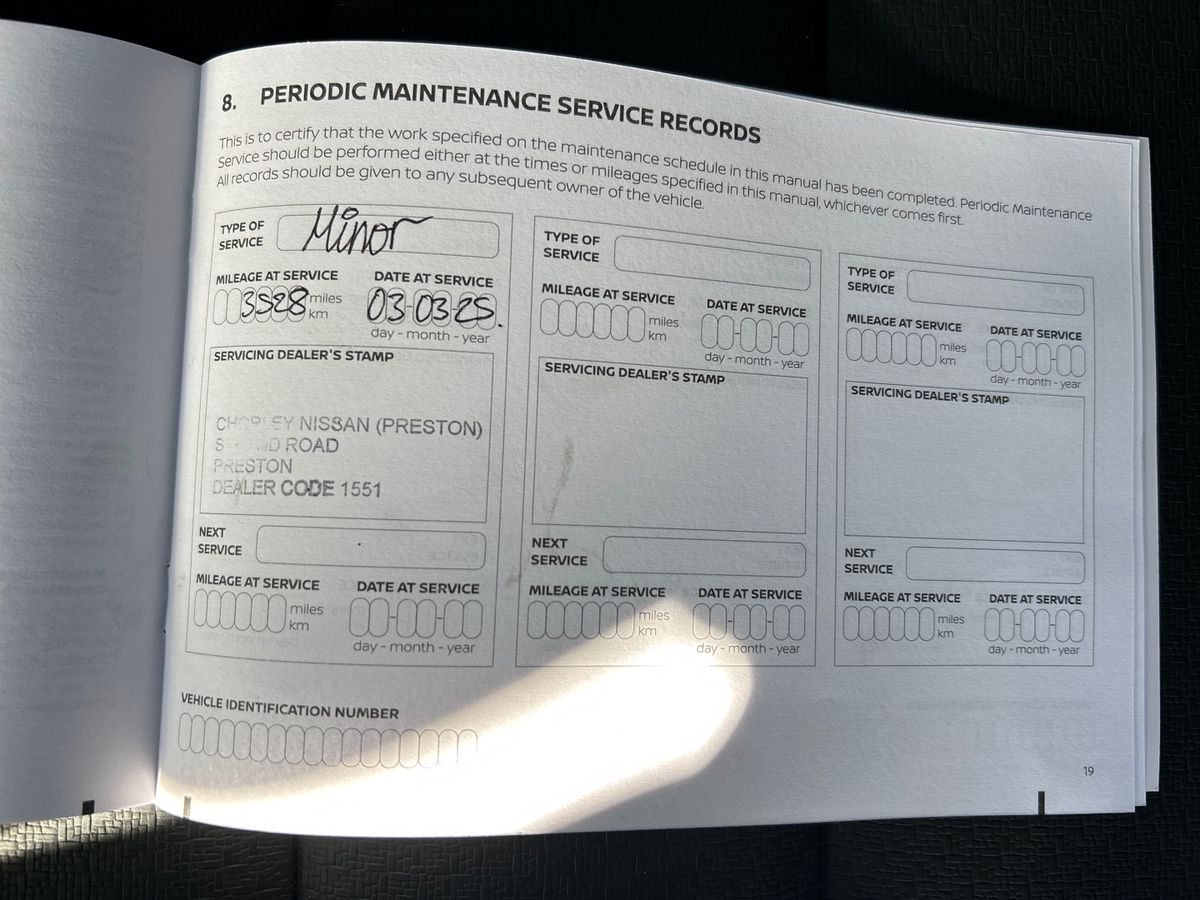 8. PERIODIC MAINTENANCE SERVICE RECORDS
This is to certify that the work specified on the maintenance schedule in this manual has been completed. Periodic Maintenance
Service should be performed either at the times or mileages specified in this manual, whichever comes first.
All records should be given to any subsequent owner of the vehicle.
TYPE OF
SERVICE
Minor
MILEAGE AT SERVICE
3528 miles
km
DATE AT SERVICE
03-03-25.
day - month - year
SERVICING DEALER'S STAMP
CHORLEY NISSAN (PRESTON)
ROAD
PRESTON
DEALER CODE 1551
NEXT
SERVICE
MILEAGE AT SERVICE
miles
km
DATE AT SERVICE
day - month - year
TYPE OF
SERVICE
MILEAGE AT SERVICE
miles
km
DATE AT SERVICE
day - month - year
SERVICING DEALER'S STAMP
NEXT
SERVICE
MILEAGE AT SERVICE
miles
km
DATE AT SERVICE
day - month - year
TYPE OF
SERVICE
MILEAGE AT SERVICE
miles
km
DATE AT SERVICE
day - month - year
SERVICING DEALER'S STAMP
NEXT
SERVICE
MILEAGE AT SERVICE
miles
km
DATE AT SERVICE
day - month - year
VEHICLE IDENTIFICATION NUMBER
19